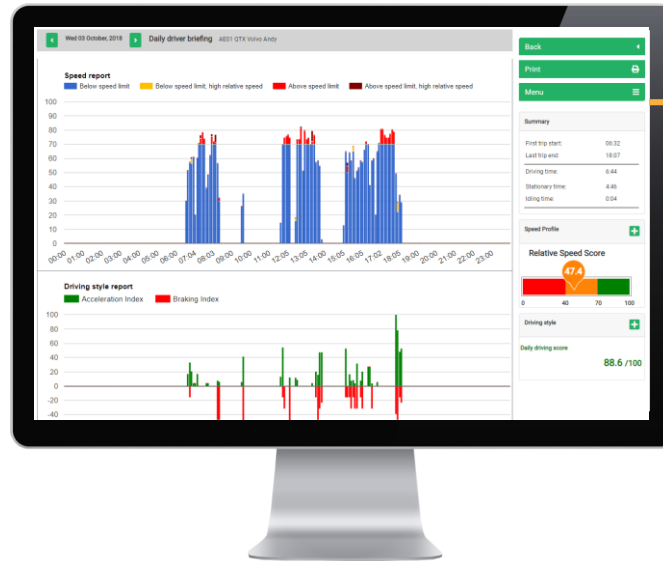 Wed 03 October, 2018 Daily driver briefing AE01 QTX Volvo Andy
Speed report
Below speed limit Below speed limit, high relative speed Above speed limit Above speed limit, high relative speed
100
90
80
70
60
50
40
30
20
10
0
00:00 01:00 02:00 03:00 04:00 05:00 06:00 07:04 08:03 09:00 10:00 11:00 12:05 13:05 14:00 15:05 16:05 17:02 18:05 19:00 20:00 21:00 22:00 23:00
Driving style report
Acceleration Index Braking Index
100
80
60
40
20
0
-20
-40
Back
Print
Menu
Summary
First trip start: 06:32
Last trip end: 18:07
Driving time: 6:44
Stationary time: 4:46
Idling time: 0:04
Speed Profile
Relative Speed Score
47.4
0 40 70 100
Driving style
Daily driving score
88.6 /100